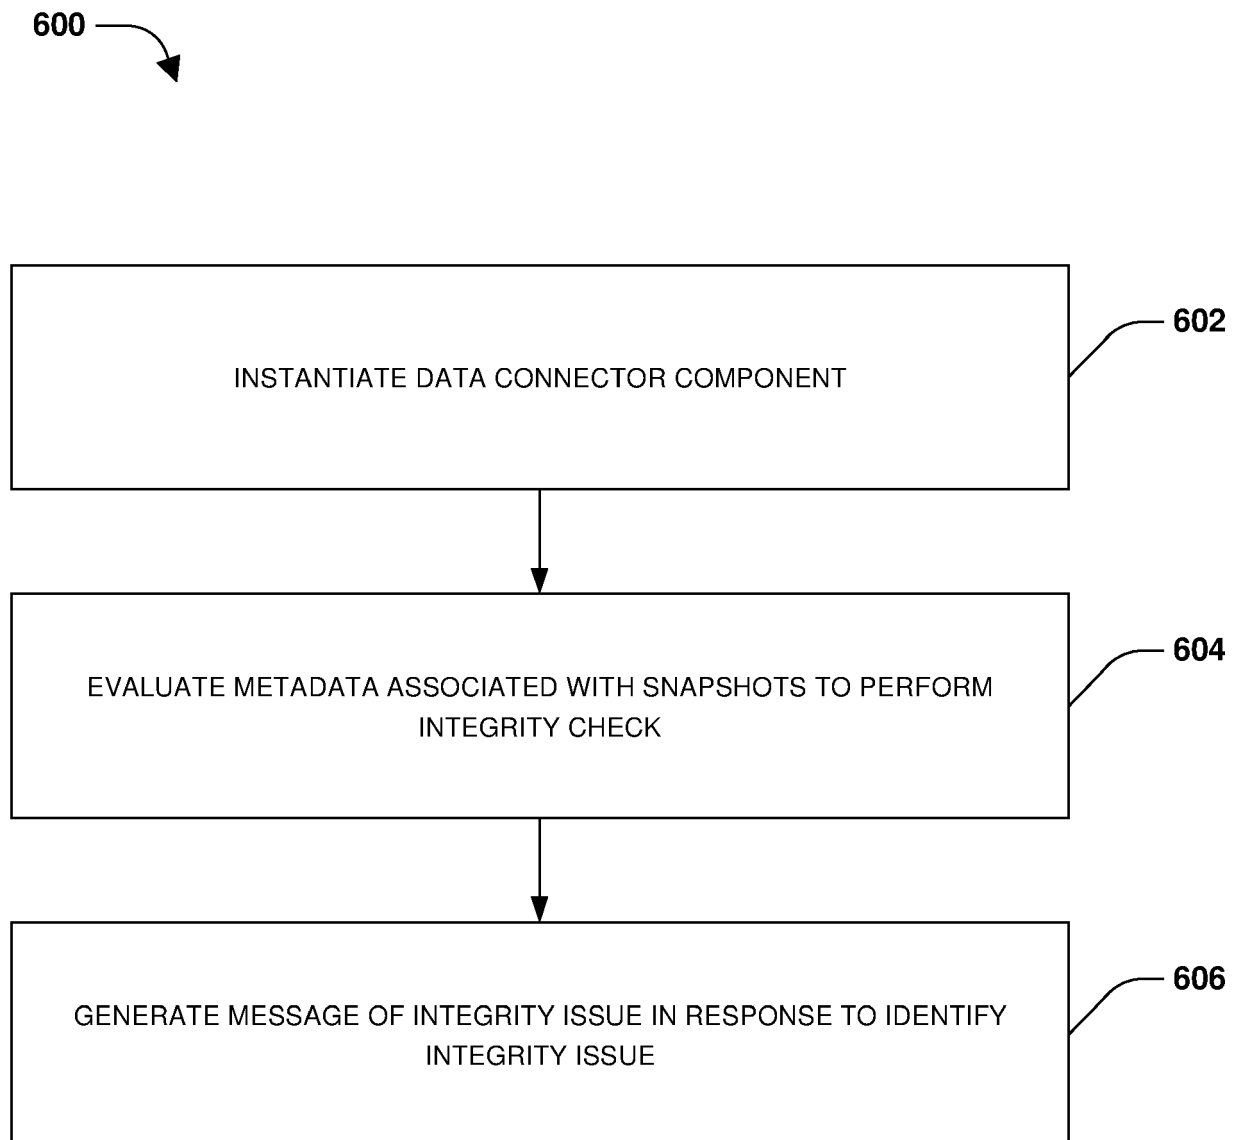 600
INSTANTIATE DATA CONNECTOR COMPONENT
602
EVALUATE METADATA ASSOCIATED WITH SNAPSHOTS TO PERFORM
INTEGRITY CHECK
604
GENERATE MESSAGE OF INTEGRITY ISSUE IN RESPONSE TO IDENTIFY
INTEGRITY ISSUE
606